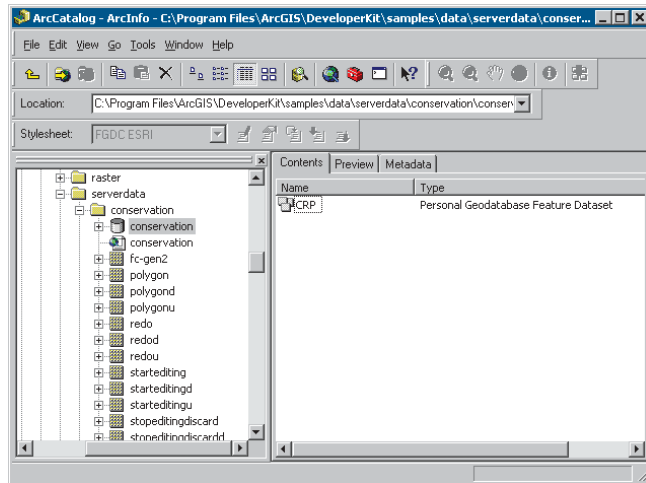 ArcCatalog - ArcInfo - C:\Program Files\ArcGIS\DeveloperKit\samples\data\serverdata\conser...
File Edit View Go Tools Window Help
Location: C:\Program Files\ArcGIS\DeveloperKit\samples\data\serverdata\conservation\conserv
Stylesheet: FGDC ESRI
raster
serverdata
conservation
conservation
conservation
fc-gen2
polygon
polygond
polygonu
redo
redod
redou
startediting
starteditingd
starteditingu
stopeditingdiscard
stopeditingdiscardd
Contents Preview Metadata
Name Type
CRP Personal Geodatabase Feature Dataset